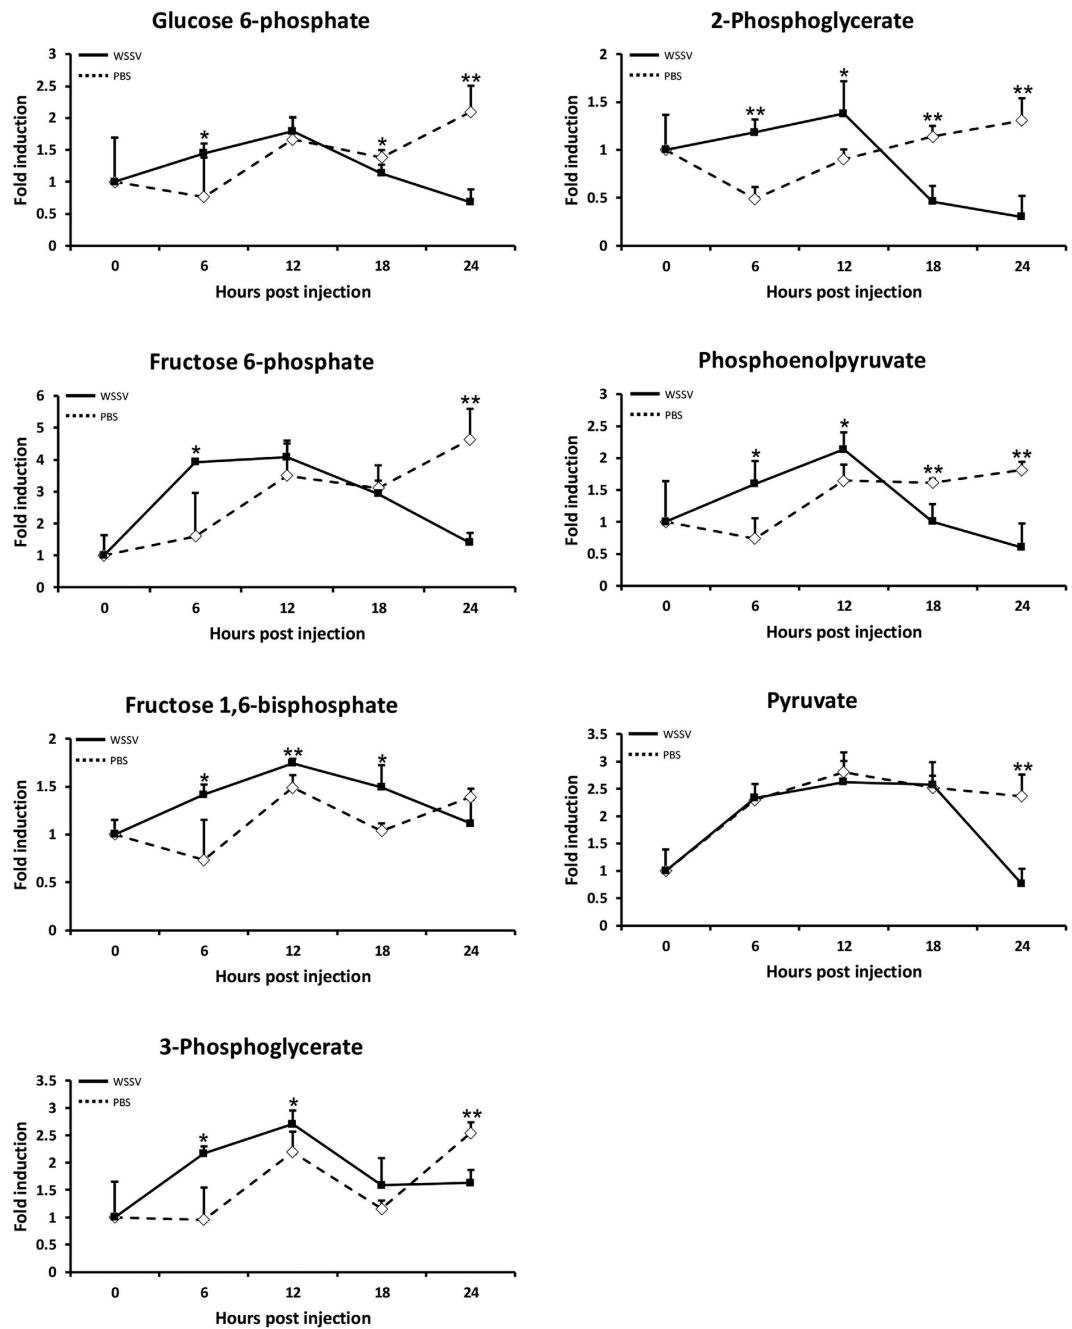 Glucose 6-phosphate
WSSV
PBS
3
2.5
2
1.5
1
0.5
0
Fold induction
* * **
0 6 12 18 24
Hours post injection
2-Phosphoglycerate
WSSV
PBS
2
1.5
1
0.5
0
Fold induction
** * ** **
0 6 12 18 24
Hours post injection
Fructose 6-phosphate
WSSV
PBS
6
5
4
3
2
1
0
Fold induction
* **
0 6 12 18 24
Hours post injection
Phosphoenolpyruvate
WSSV
PBS
3
2.5
2
1.5
1
0.5
0
Fold induction
* * ** **
0 6 12 18 24
Hours post injection
Fructose 1,6-bisphosphate
WSSV
PBS
2
1.5
1
0.5
0
Fold induction
* ** *
0 6 12 18 24
Hours post injection
Pyruvate
WSSV
PBS
3.5
3
2.5
2
1.5
1
0.5
0
Fold induction
**
0 6 12 18 24
Hours post injection
3-Phosphoglycerate
WSSV
PBS
3.5
3
2.5
2
1.5
1
0.5
0
Fold induction
* * **
0 6 12 18 24
Hours post injection